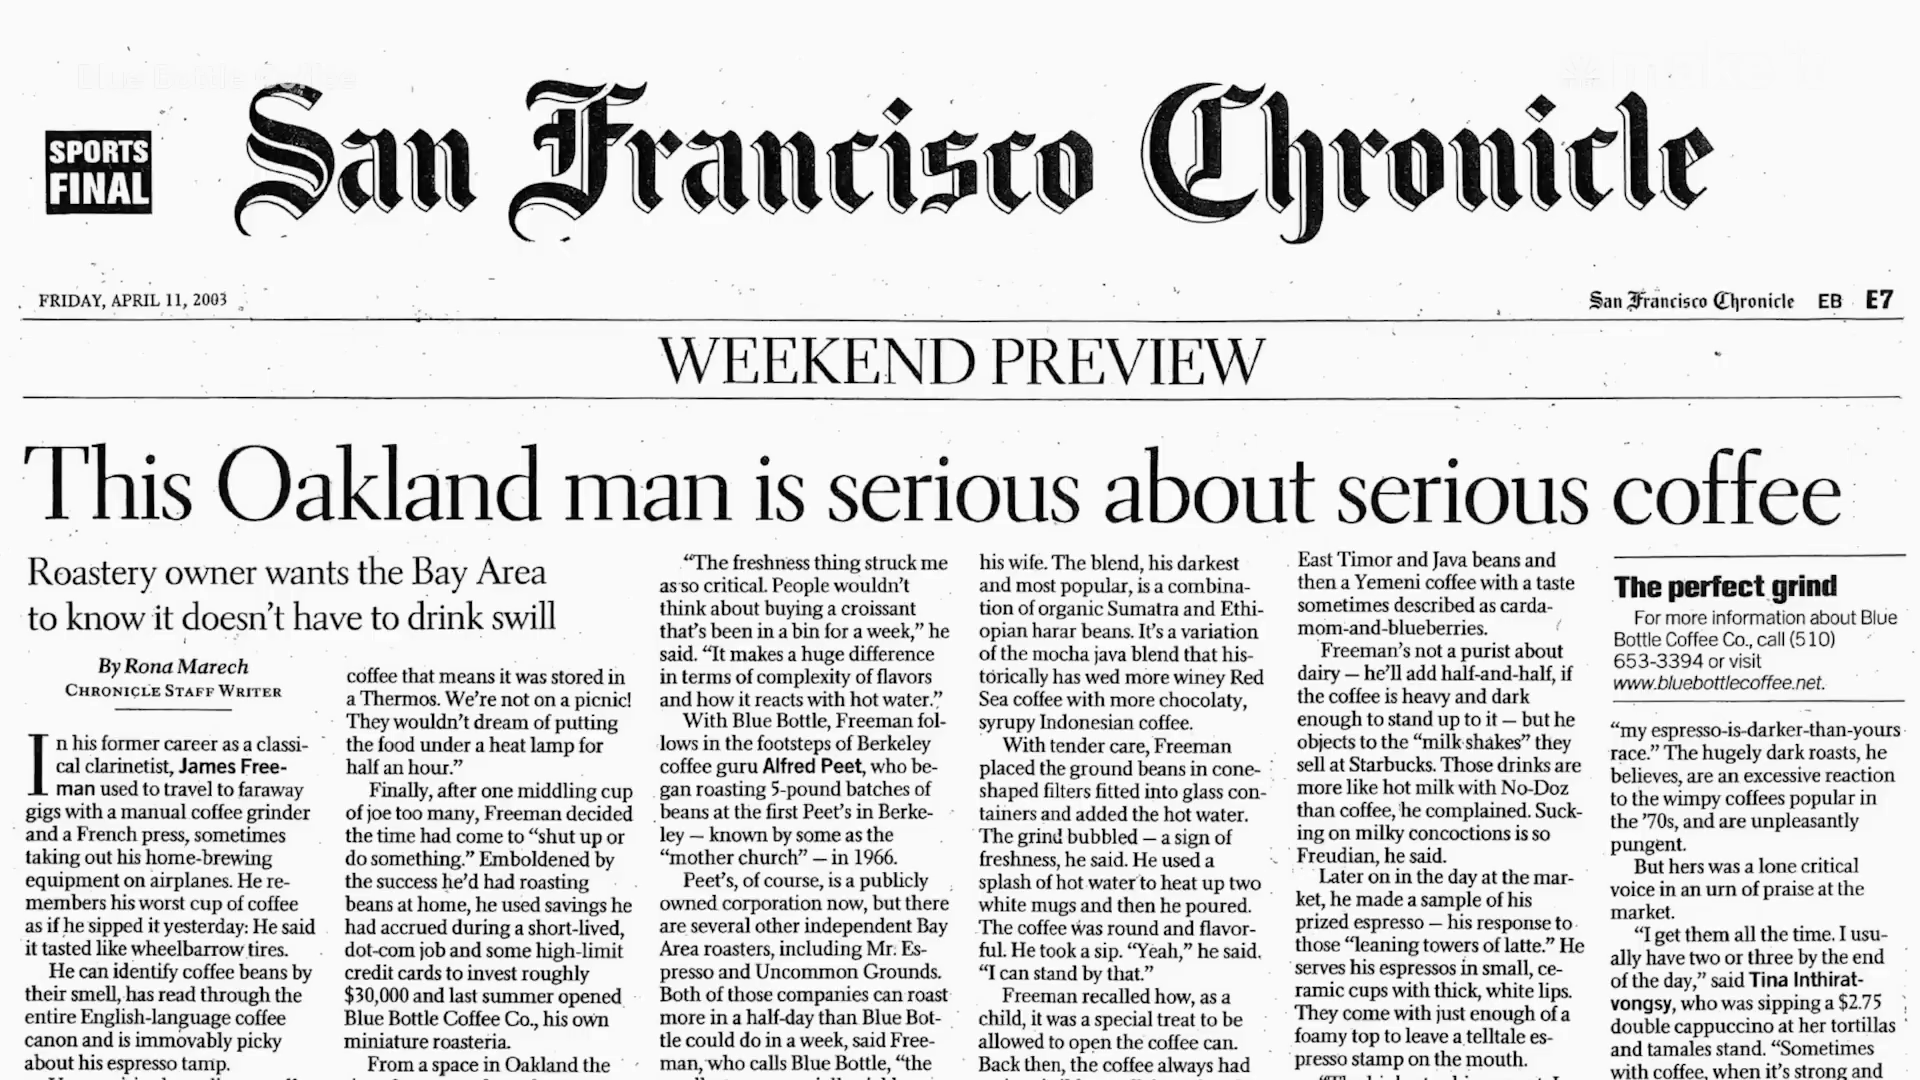 Blue Bottle Coffee
SPORTS
FINAL
San Francisco Chronicle
FRIDAY, APRIL 11, 2003
San Francisco Chronicle EB E7
WEEKEND PREVIEW
This Oakland man is serious about serious coffee
Roastery owner wants the Bay Area
to know it doesn't have to drink swill
By Rona Marech
CHRONICLE STAFF WRITER
In his former career as a classi-
cal clarinetist, James Free-
man used to travel to faraway
gigs with a manual coffee grinder
and a French press, sometimes
taking out his home-brewing
equipment on airplanes. He re-
members his worst cup of coffee
as if he sipped it yesterday: He said
it tasted like wheelbarrow tires.
He can identify coffee beans by
their smell, has read through the
entire English-language coffee
canon and is immovably picky
about his espresso tamp.
coffee that means it was stored in
a Thermos. We're not on a picnic!
They wouldn't dream of putting
the food under a heat lamp for
half an hour."
Finally, after one middling cup
of joe too many, Freeman decided
the time had come to "shut up or
do something." Emboldened by
the success he'd had roasting
beans at home, he used savings he
had accrued during a short-lived,
dot-com job and some high-limit
credit cards to invest roughly
$30,000 and last summer opened
Blue Bottle Coffee Co., his own
miniature roasteria.
From a space in Oakland the
"The freshness thing struck me
as so critical. People wouldn't
think about buying a croissant
that's been in a bin for a week," he
said. "It makes a huge difference
in terms of complexity of flavors
and how it reacts with hot water."
With Blue Bottle, Freeman fol-
lows in the footsteps of Berkeley
coffee guru Alfred Peet, who be-
gan roasting 5-pound batches of
beans at the first Peet's in Berke-
ley — known by some as the
"mother church" — in 1966.
Peet's, of course, is a publicly
owned corporation now, but there
are several other independent Bay
Area roasters, including Mr. Es-
presso and Uncommon Grounds.
Both of those companies can roast
more in a half-day than Blue Bot-
tle could do in a week, said Free-
man, who calls Blue Bottle, "the
his wife. The blend, his darkest
and most popular, is a combina-
tion of organic Sumatra and Ethi-
opian harar beans. It's a variation
of the mocha java blend that his-
torically has wed more winey Red
Sea coffee with more chocolaty,
syrupy Indonesian coffee.
With tender care, Freeman
placed the ground beans in cone-
shaped filters fitted into glass con-
tainers and added the hot water.
The grind bubbled — a sign of
freshness, he said. He used a
splash of hot water to heat up two
white mugs and then he poured.
The coffee was round and flavor-
ful. He took a sip. "Yeah," he said.
"I can stand by that."
Freeman recalled how, as a
child, it was a special treat to be
allowed to open the coffee can.
Back then, the coffee always had
East Timor and Java beans and
then a Yemeni coffee with a taste
sometimes described as carda-
mom-and-blueberries.
Freeman's not a purist about
dairy — he'll add half-and-half, if
the coffee is heavy and dark
enough to stand up to it — but he
objects to the "milk shakes" they
sell at Starbucks. Those drinks are
more like hot milk with No-Doz
than coffee, he complained. Suck-
ing on milky concoctions is so
Freudian, he said.
Later on in the day at the mar-
ket, he made a sample of his
prized espresso — his response to
those "leaning towers of latte." He
serves his espressos in small, ce-
ramic cups with thick, white lips.
They come with just enough of a
foamy top to leave a telltale es-
presso stamp on the mouth.
The perfect grind
For more information about Blue
Bottle Coffee Co., call (510)
653-3394 or visit
www.bluebottlecoffee.net.
"my espresso-is-darker-than-yours
race." The hugely dark roasts, he
believes, are an excessive reaction
to the wimpy coffees popular in
the '70s, and are unpleasantly
pungent.
But hers was a lone critical
voice in an urn of praise at the
market.
"I get them all the time. I usu-
ally have two or three by the end
of the day," said Tina Inthirat-
vongsy, who was sipping a $2.75
double cappuccino at her tortillas
and tamales stand. "Sometimes
with coffee, when it's strong and